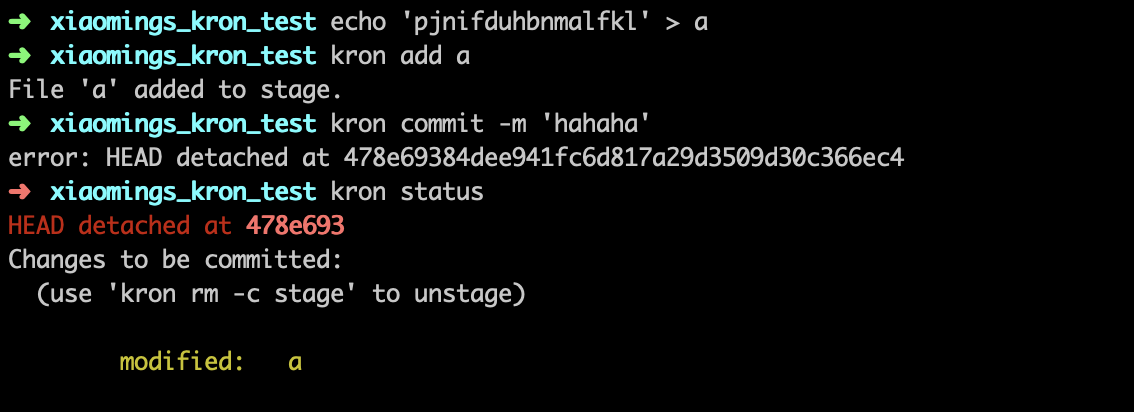 ➜ xiaomings_kron_test echo 'pjnifduhbnmalfkl' > a
➜ xiaomings_kron_test kron add a
File 'a' added to stage.
➜ xiaomings_kron_test kron commit -m 'hahaha'
error: HEAD detached at 478e69384dee941fc6d817a29d3509d30c366ec4
➜ xiaomings_kron_test kron status
HEAD detached at 478e693
Changes to be committed:
(use 'kron rm -c stage' to unstage)
modified: a